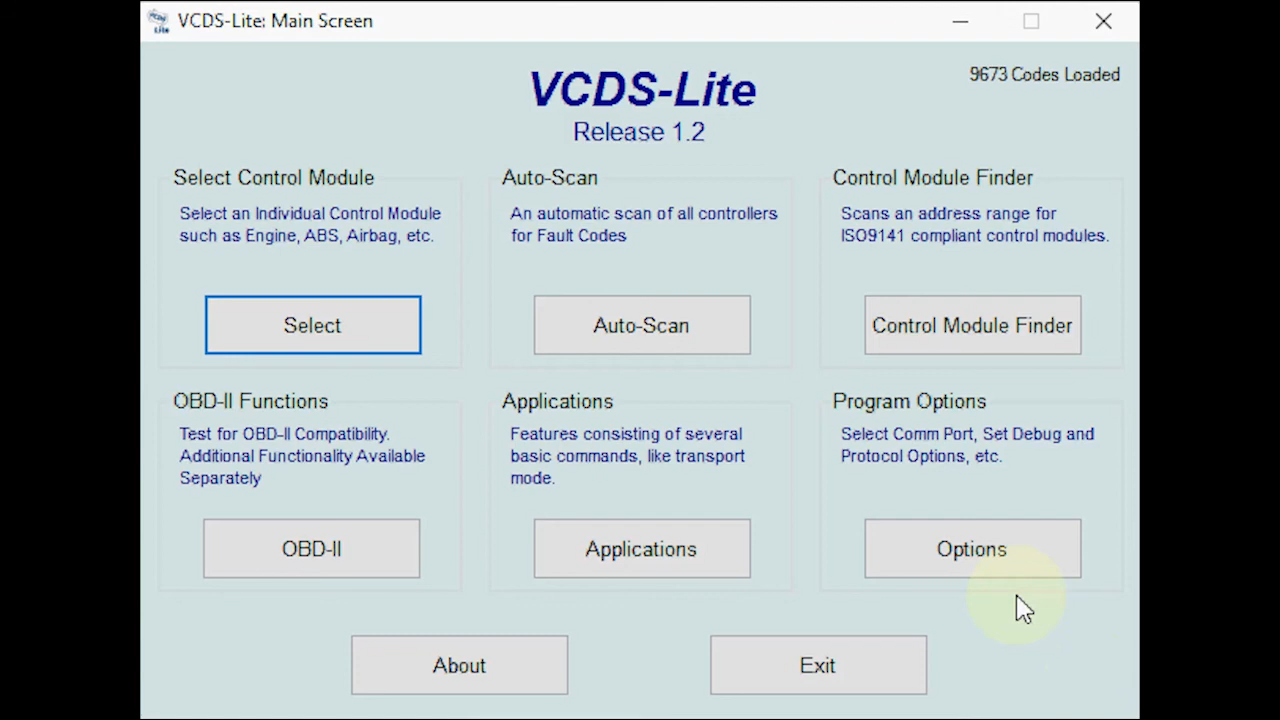 VCDS-Lite: Main Screen
9673 Codes Loaded
VCDS-Lite
Release 1.2
Select Control Module
Select an Individual Control Module
such as Engine, ABS, Airbag, etc.
Select
Auto-Scan
An automatic scan of all controllers
for Fault Codes
Auto-Scan
Control Module Finder
Scans an address range for
ISO9141 compliant control modules.
Control Module Finder
OBD-II Functions
Test for OBD-II Compatibility.
Additional Functionality Available
Separately
OBD-II
Applications
Features consisting of several
basic commands, like transport
mode.
Applications
Program Options
Select Comm Port, Set Debug and
Protocol Options, etc.
Options
About
Exit